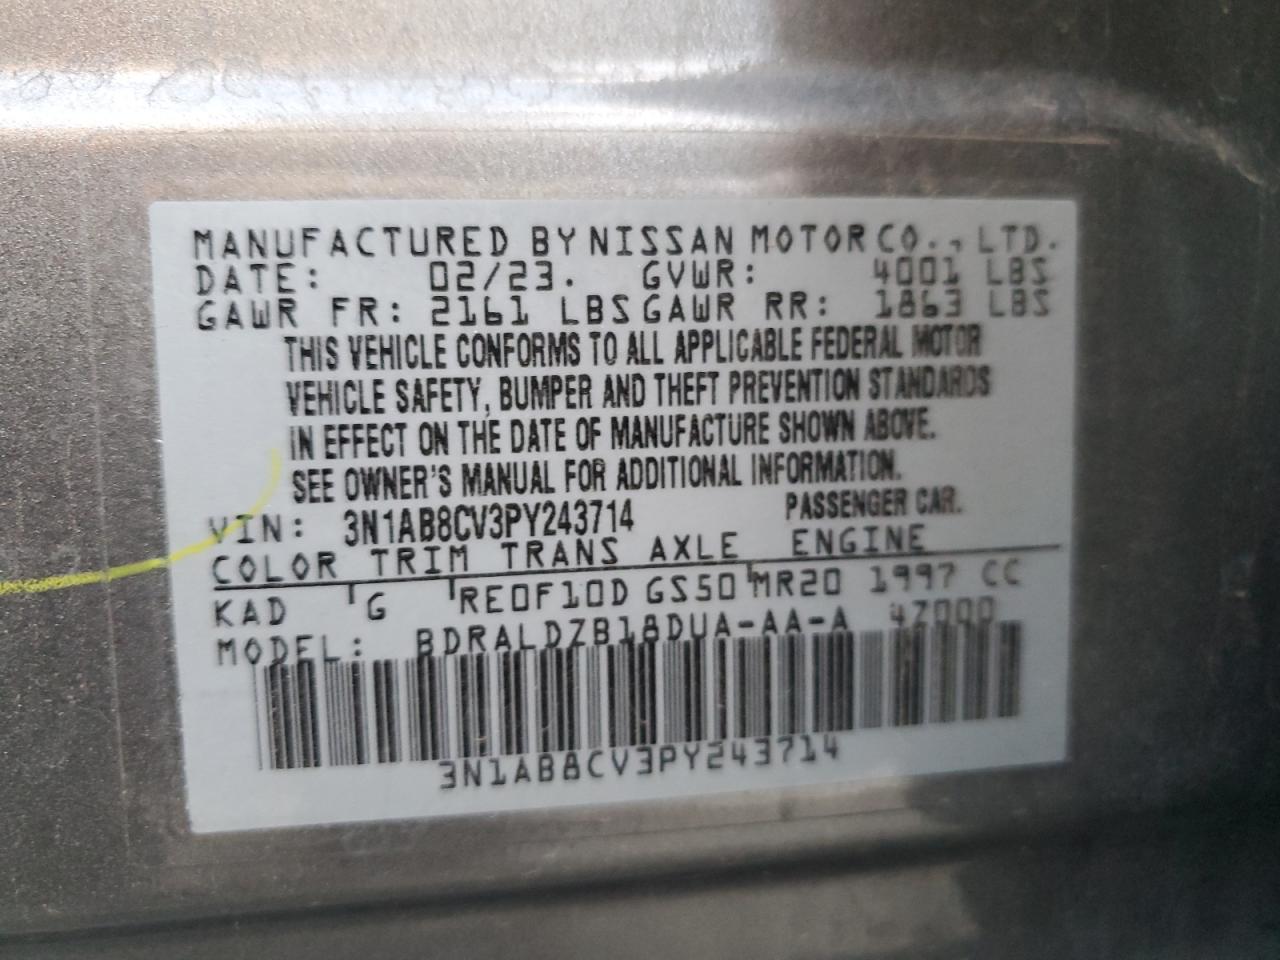 MANUFACTURED BY NISSAN MOTOR CO., LTD.
DATE: 02/23. GVWR: 4001 LBS
GAWR FR: 2161 LBS GAWR RR: 1863 LBS
THIS VEHICLE CONFORMS TO ALL APPLICABLE FEDERAL MOTOR
VEHICLE SAFETY, BUMPER AND THEFT PREVENTION STANDARDS
IN EFFECT ON THE DATE OF MANUFACTURE SHOWN ABOVE.
SEE OWNER'S MANUAL FOR ADDITIONAL INFORMATION.
VIN: 3N1AB8CV3PY243714 PASSENGER CAR.
COLOR TRIM TRANS AXLE ENGINE
KAD G RE0F10D GS50 MR20 1997 CC
MODEL: BDRALDZB18DUA-AA-A 4Z000
3N1AB8CV3PY243714